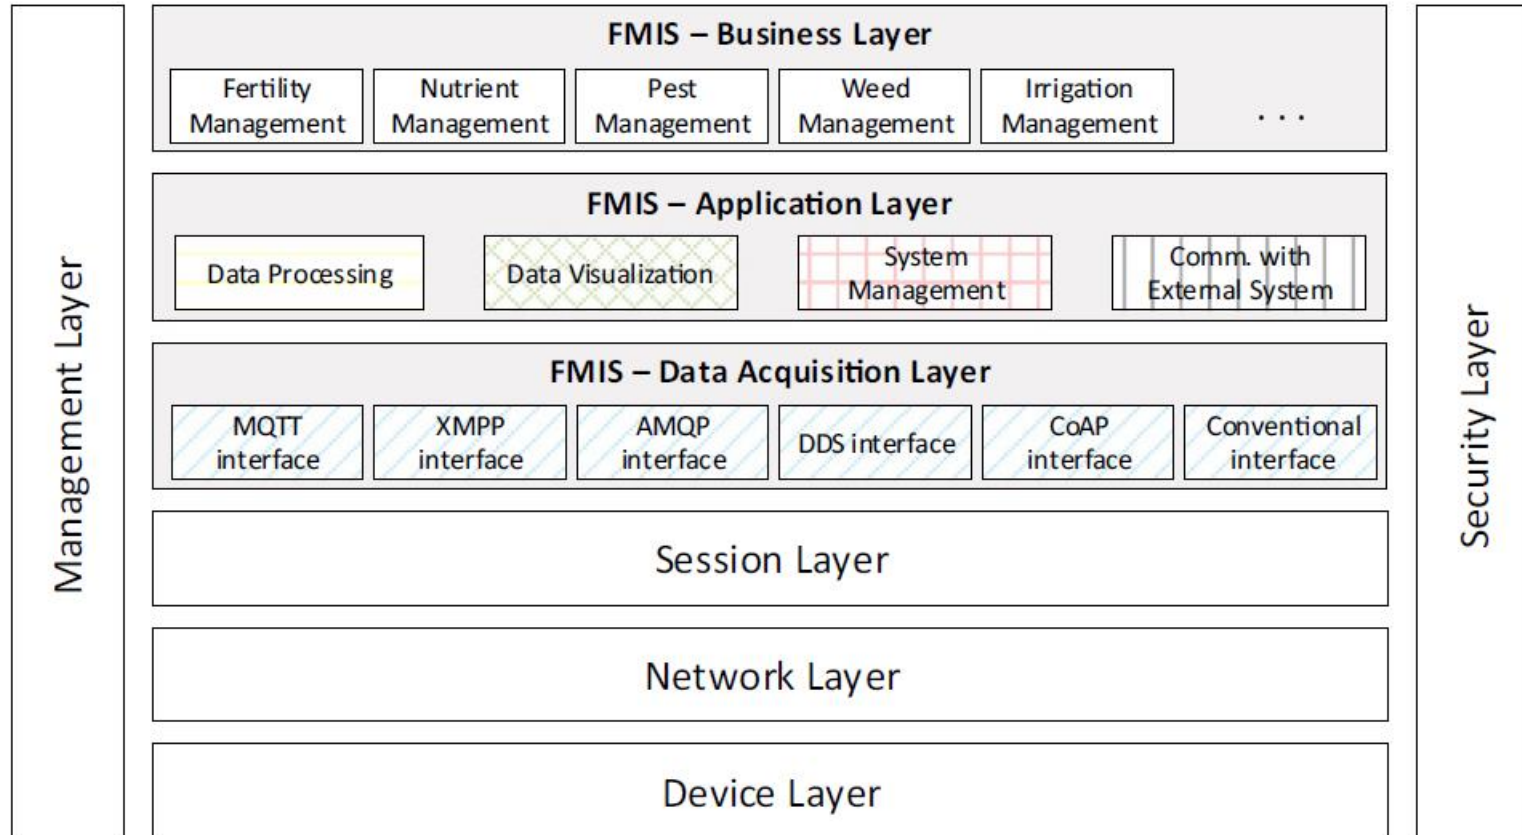 Management Layer
FMIS – Business Layer
Fertility
Management
Nutrient
Management
Pest
Management
Weed
Management
Irrigation
Management
. . .
FMIS – Application Layer
Data Processing
Data Visualization
System
Management
Comm. with
External System
FMIS – Data Acquisition Layer
MQTT
interface
XMPP
interface
AMQP
interface
DDS interface
CoAP
interface
Conventional
interface
Session Layer
Network Layer
Device Layer
Security Layer